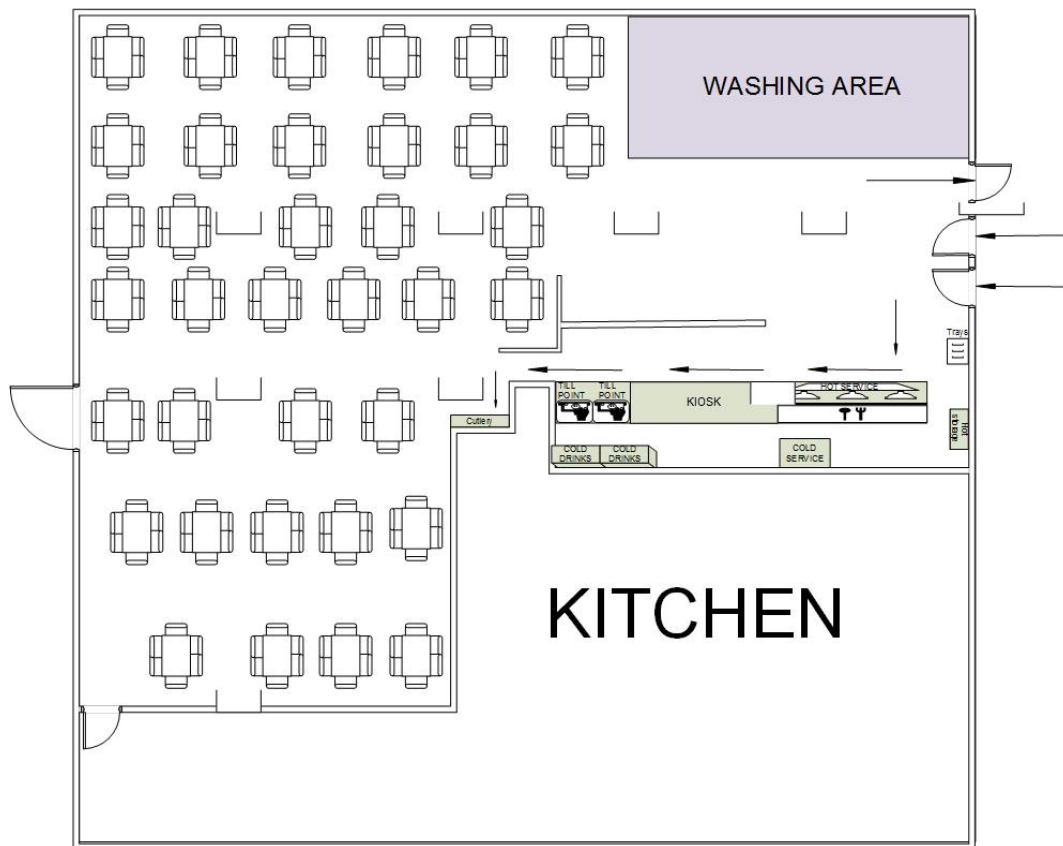 WASHING AREA
Trays
TILL
POINT
TILL
POINT
KIOSK
HOT SERVICE
Cutlery
Hot
storage
COLD
DRINKS
COLD
DRINKS
COLD
SERVICE
KITCHEN